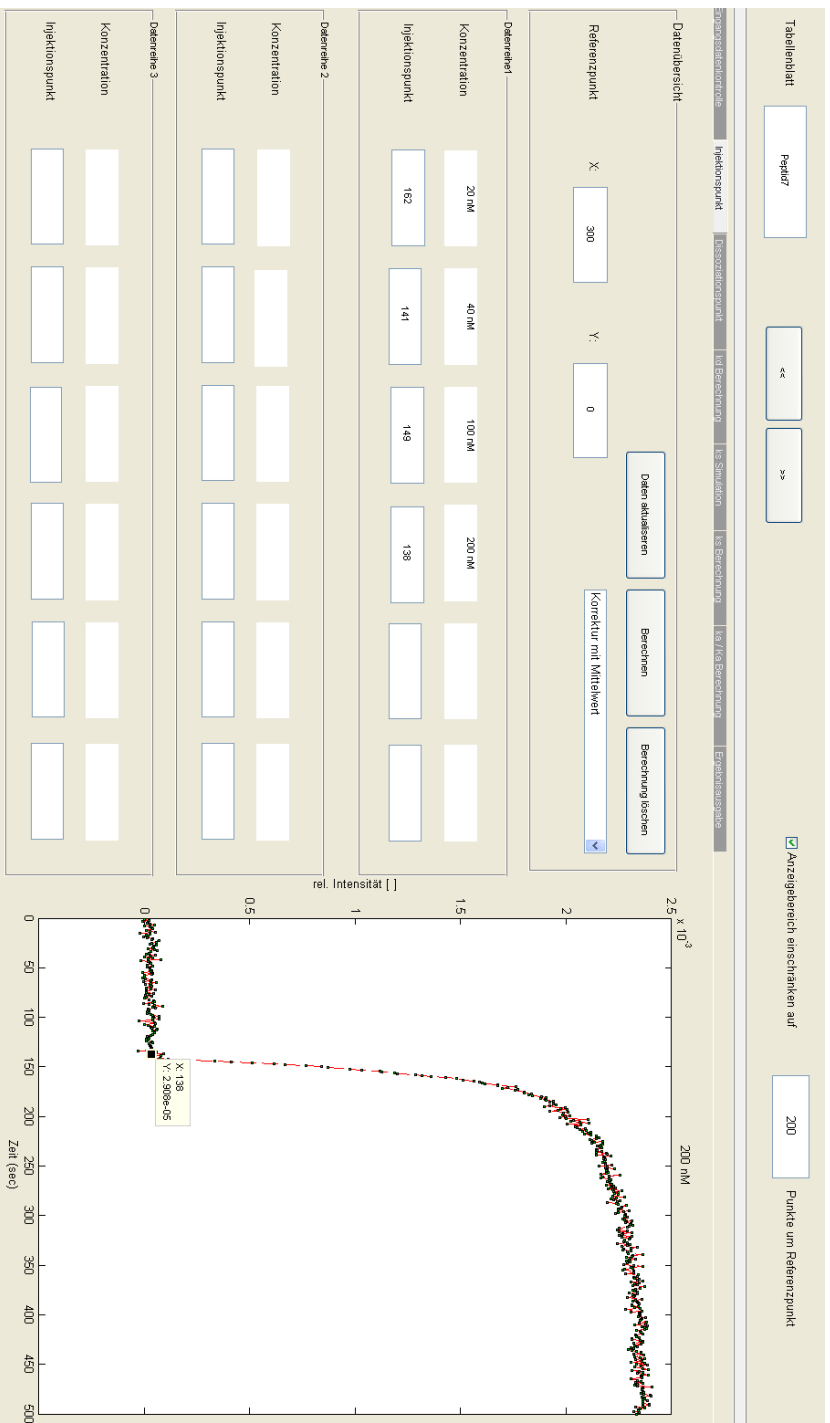 Tabellenblatt Peptid7 << >> Anzeigebereich einschränken auf 200 Punkte um Referenzpunkt
Eingangsdatenkontrolle Injektionspunkt Dissoziationspunkt kd Berechnung ks Simulation ks Berechnung ka / Ka Berechnung Ergebnisausgabe
Datenübersicht
Daten aktualisieren Berechnen Berechnung löschen
Referenzpunkt X: 300 Y: 0 Korrektur mit Mittelwert
Datenreihe1
Konzentration 20 nM 40 nM 100 nM 200 nM
Injektionspunkt 162 141 149 138
Datenreihe 2
Konzentration
Injektionspunkt
Datenreihe 3
Konzentration
Injektionspunkt
200 nM
x 10⁻³
2.5
2
1.5
1
0.5
0
rel. Intensität [ ]
X: 138
Y: 2.908e-05
0 50 100 150 200 250 300 350 400 450 500
Zeit (sec)